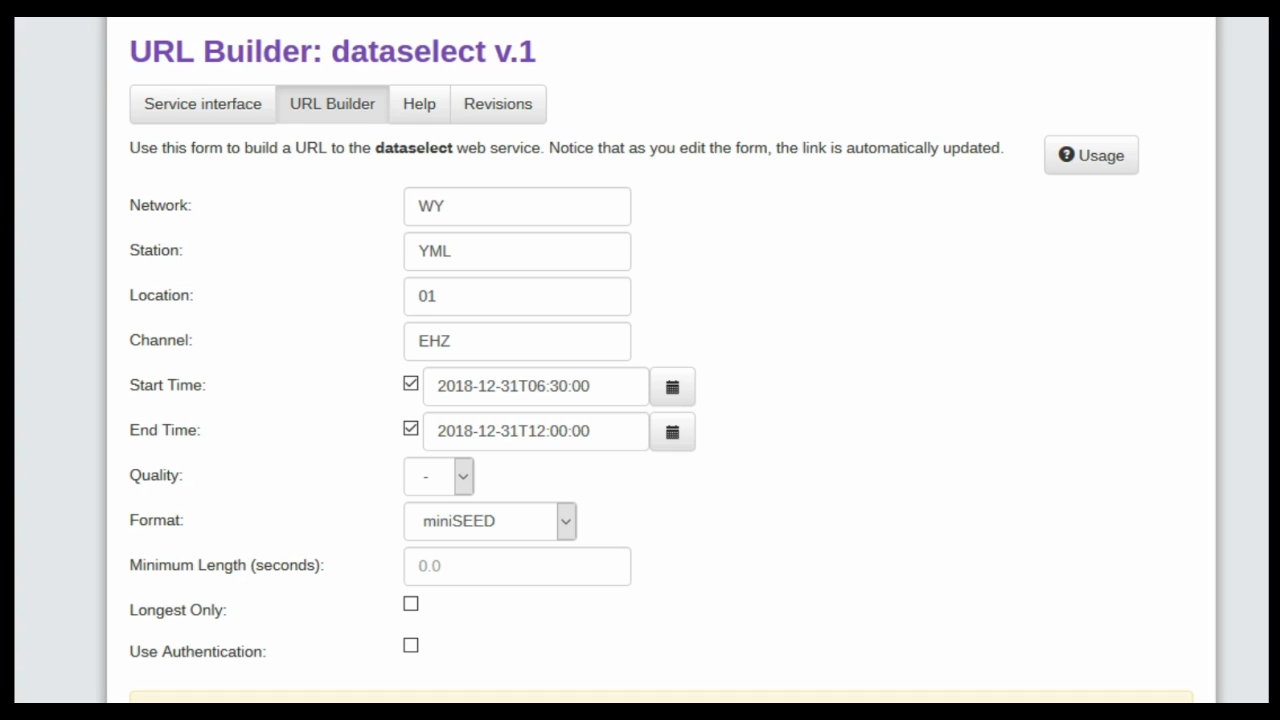 URL Builder: dataselect v.1
Service interface URL Builder Help Revisions
Use this form to build a URL to the dataselect web service. Notice that as you edit the form, the link is automatically updated.
Usage
Network: WY
Station: YML
Location: 01
Channel: EHZ
Start Time: 2018-12-31T06:30:00
End Time: 2018-12-31T12:00:00
Quality: -
Format: miniSEED
Minimum Length (seconds): 0.0
Longest Only:
Use Authentication: